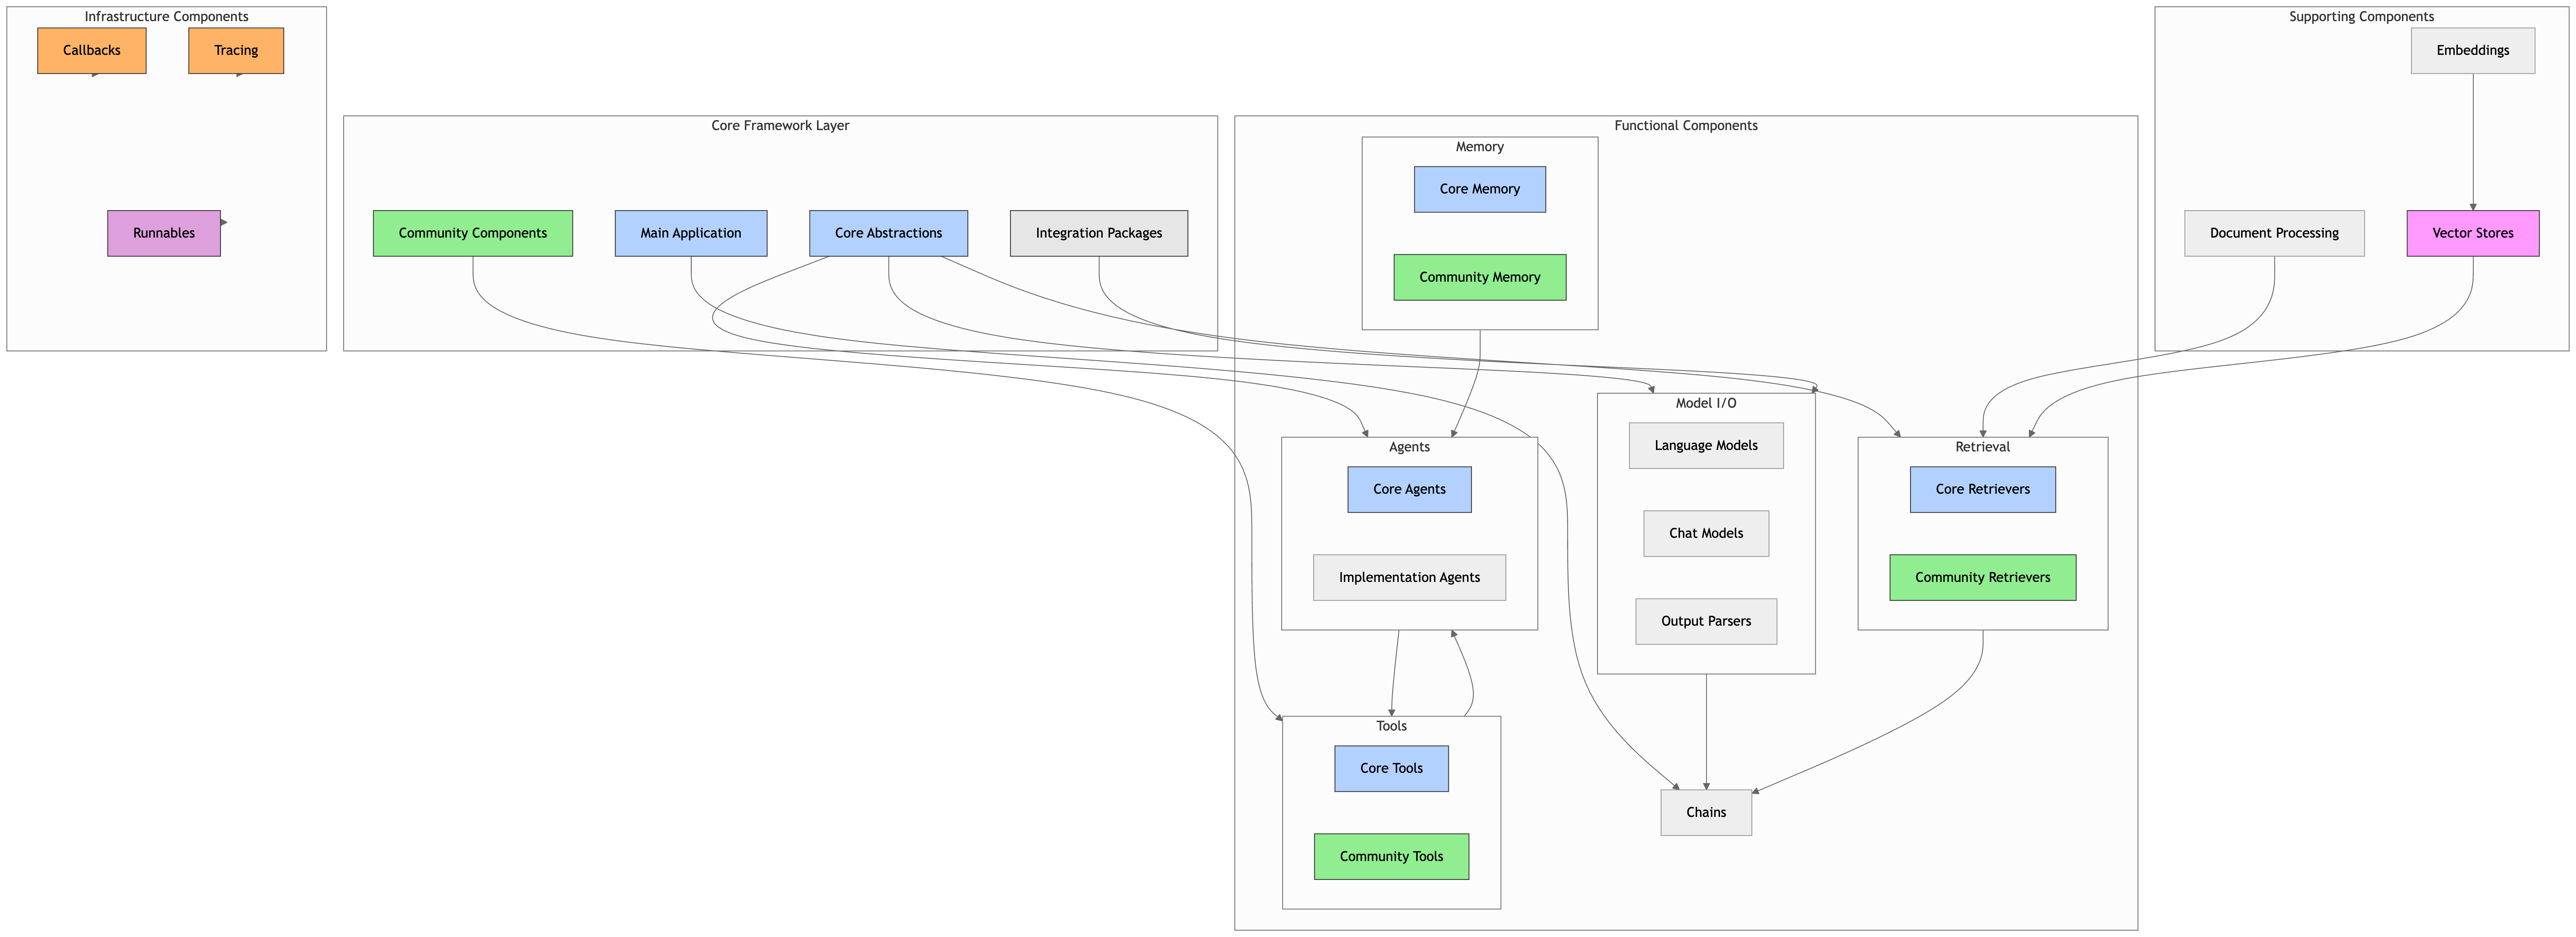 Infrastructure Components
Callbacks
Tracing
Runnables
Core Framework Layer
Community Components
Main Application
Core Abstractions
Integration Packages
Functional Components
Memory
Core Memory
Community Memory
Agents
Core Agents
Implementation Agents
Tools
Core Tools
Community Tools
Model I/O
Language Models
Chat Models
Output Parsers
Chains
Retrieval
Core Retrievers
Community Retrievers
Supporting Components
Embeddings
Document Processing
Vector Stores